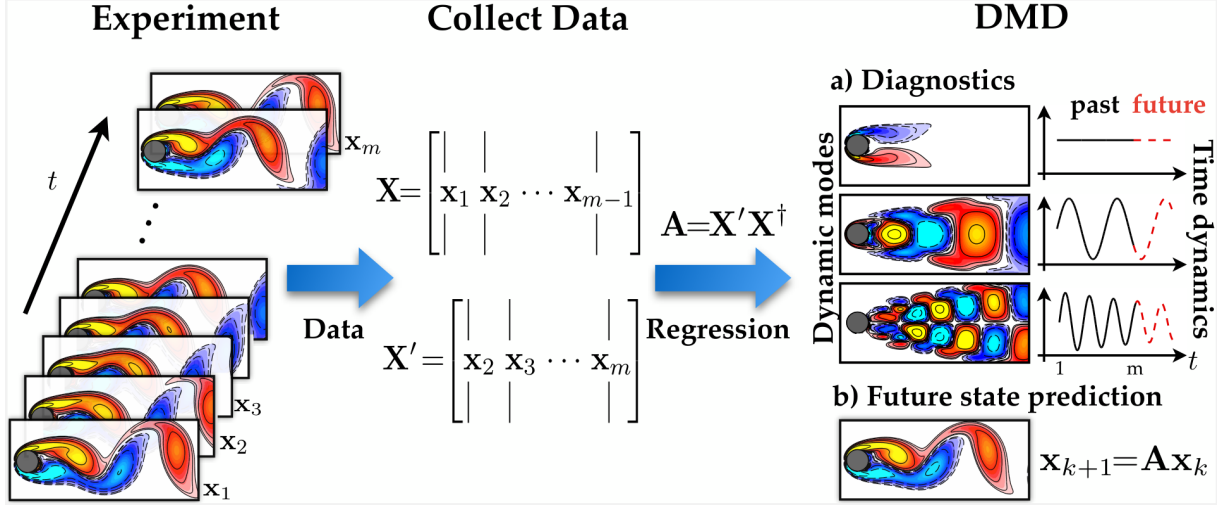 Experiment
t
x_m
x_3
x_2
x_1
Collect Data
X=[x_1 x_2 ⋯ x_{m−1}]
X′=[x_2 x_3 ⋯ x_m]
Data
A=X′X†
Regression
DMD
a) Diagnostics
Dynamic modes
past future
Time dynamics
1 m t
b) Future state prediction
x_{k+1}=Ax_k